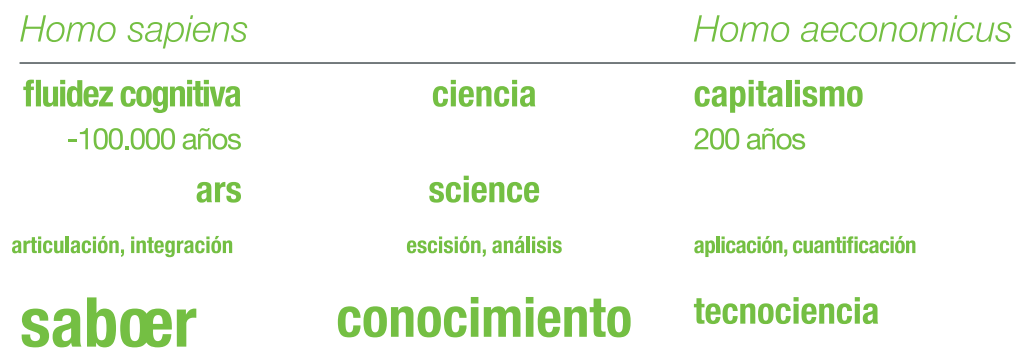 Homo sapiens Homo aeconomicus
fluidez cognitiva ciencia capitalismo
-100.000 años 200 años
ars science
articulación, integración escisión, análisis aplicación, cuantificación
sabœr conocimiento tecnociencia